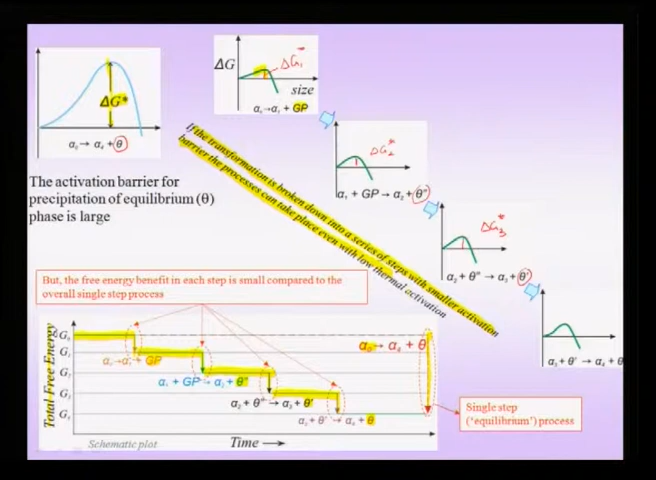 ΔG*
α₀→ α₄ +θ
The activation barrier for
precipitation of equilibrium (θ)
phase is large
ΔG
ΔG₁*
size
α₀→α₁ + GP
ΔG₂*
α₁ + GP → α₂ +θ"
ΔG₃*
α₂ + θ" → α₃ +θ'
α₃ + θ' → α₄ + θ
If the transformation is broken down into a series of steps with smaller activation
barrier the processes can take place even with low thermal activation
But, the free energy benefit in each step is small compared to the
overall single step process
Total Free Energy
G₀
G₁
G₂
G₃
α₀→ α₁ + GP
α₁ + GP → α₂ + θ"
α₂ + θ" → α₃ + θ'
α₃ + θ' → α₄ + θ
α₀→ α₄ + θ
Single step
('equilibrium') process
Schematic plot
Time